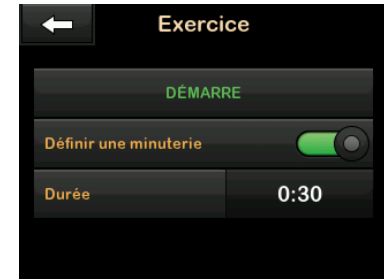 Exercice
DÉMARRE
Définir une minuterie
Durée
0:30